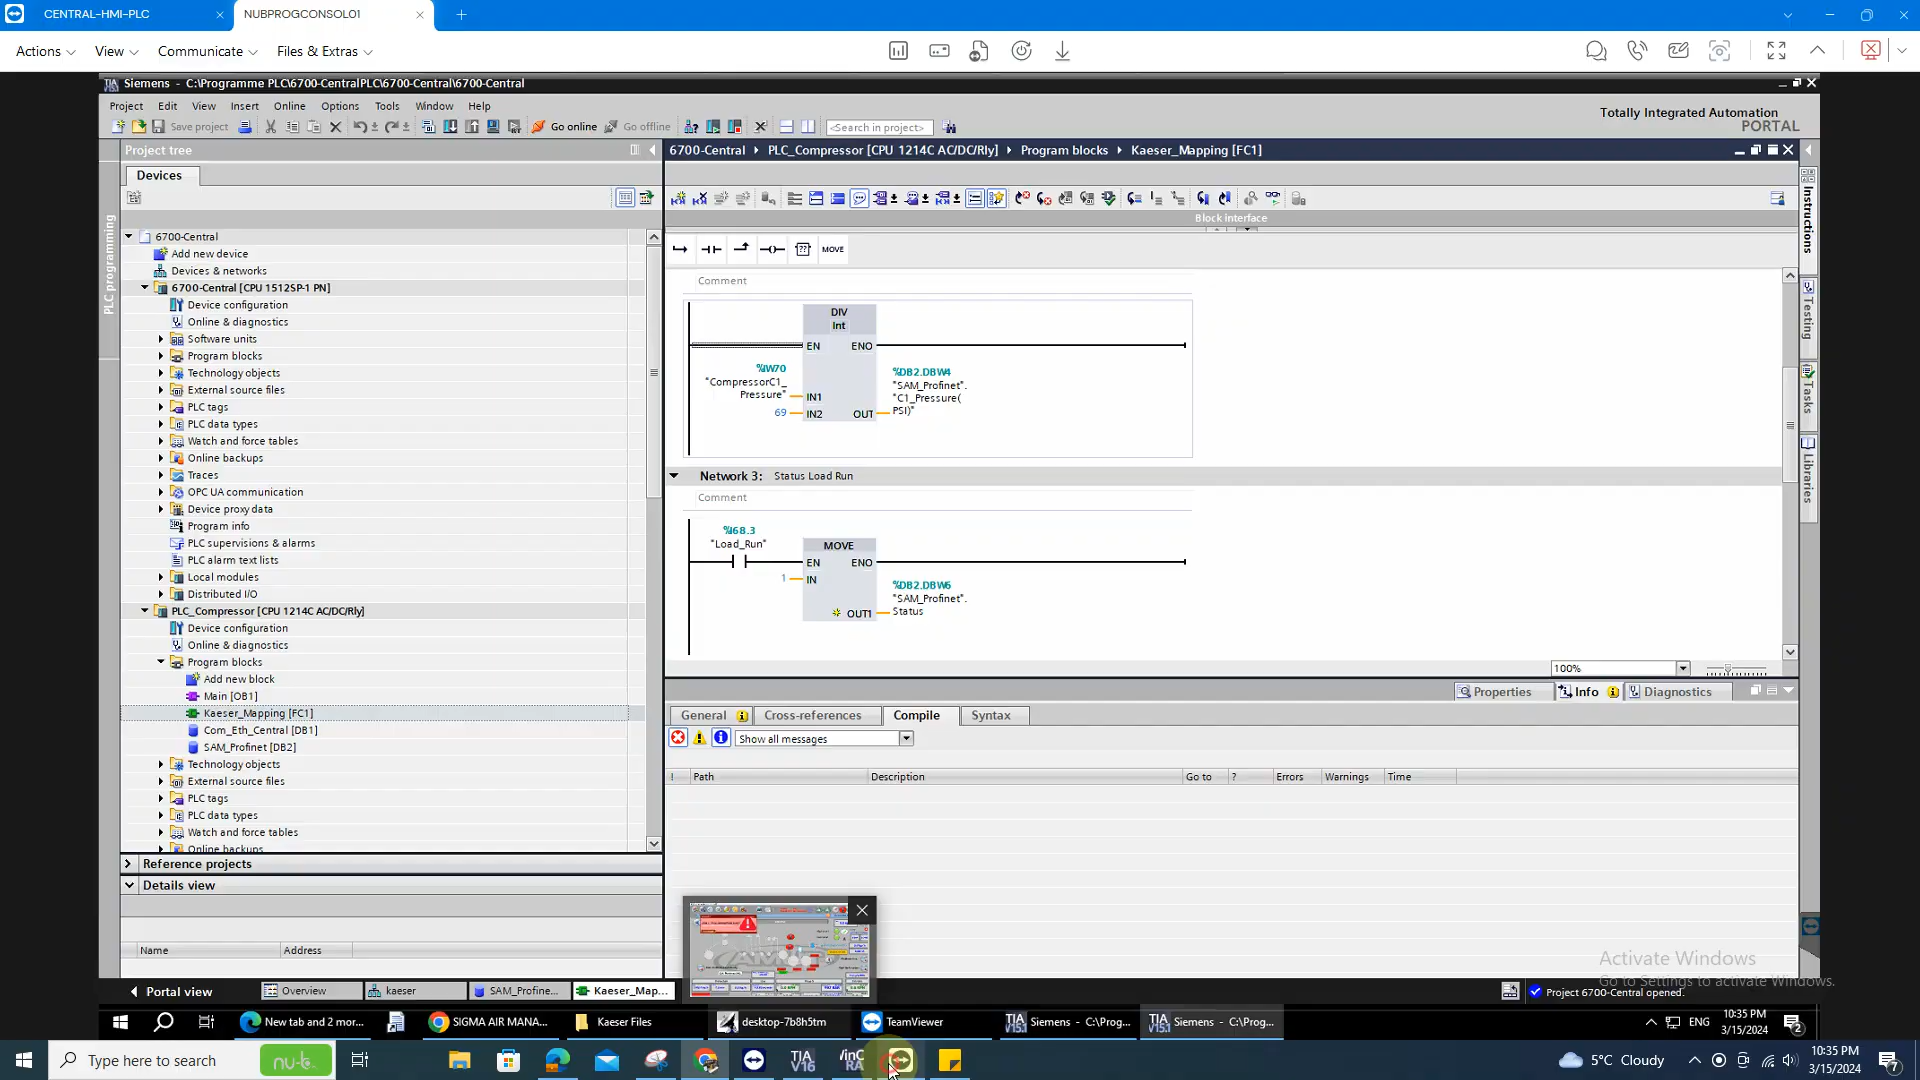 CENTRAL-HMI-PLC
NUBPROGCONSOL01
Actions
View
Communicate
Files & Extras
Siemens - C:\Programme PLC\6700-CentralPLC\6700-Central\6700-Central
Project Edit View Insert Online Options Tools Window Help
Totally Integrated Automation
PORTAL
Save project
Go online
Go offline
<Search in project>
Project tree
6700-Central PLC_Compressor [CPU 1214C AC/DC/Rly] Program blocks Kaeser_Mapping [FC1]
Devices
PLC programming
Block interface
Instructions
Testing
Tasks
Libraries
6700-Central
Add new device
Devices & networks
6700-Central [CPU 1512SP-1 PN]
Device configuration
Online & diagnostics
Software units
Program blocks
Technology objects
External source files
PLC tags
PLC data types
Watch and force tables
Online backups
Traces
OPC UA communication
Device proxy data
Program info
PLC supervisions & alarms
PLC alarm text lists
Local modules
Distributed I/O
PLC_Compressor [CPU 1214C AC/DC/Rly]
Device configuration
Online & diagnostics
Program blocks
Add new block
Main [OB1]
Kaeser_Mapping [FC1]
Com_Eth_Central [DB1]
SAM_Profinet [DB2]
Technology objects
External source files
PLC tags
PLC data types
Watch and force tables
Online backups
Reference projects
Details view
Name Address
MOVE
Comment
DIV
Int
EN ENO
%IW70
"CompressorC1_
Pressure" IN1
69 IN2 OUT
%DB2.DBW4
"SAM_Profinet".
"C1_Pressure(
PSI)"
Network 3: Status Load Run
Comment
%I68.3
"Load_Run"
MOVE
EN ENO
1 IN
OUT1
%DB2.DBW6
"SAM_Profinet".
Status
100%
Properties
Info
Diagnostics
General
Cross-references
Compile
Syntax
Show all messages
! Path Description Go to ? Errors Warnings Time
Activate Windows
Go to Settings to activate Windows.
Portal view
Overview
kaeser
SAM_Profine...
Kaeser_Map...
Project 6700-Central opened.
New tab and 2 mor...
SIGMA AIR MANA...
Kaeser Files
desktop-7b8h5tm
TeamViewer
Siemens - C:\Prog...
Siemens - C:\Prog...
ENG
10:35 PM
3/15/2024
2
Type here to search
nu-b.
TIA
V16
5°C Cloudy
10:35 PM
3/15/2024
7